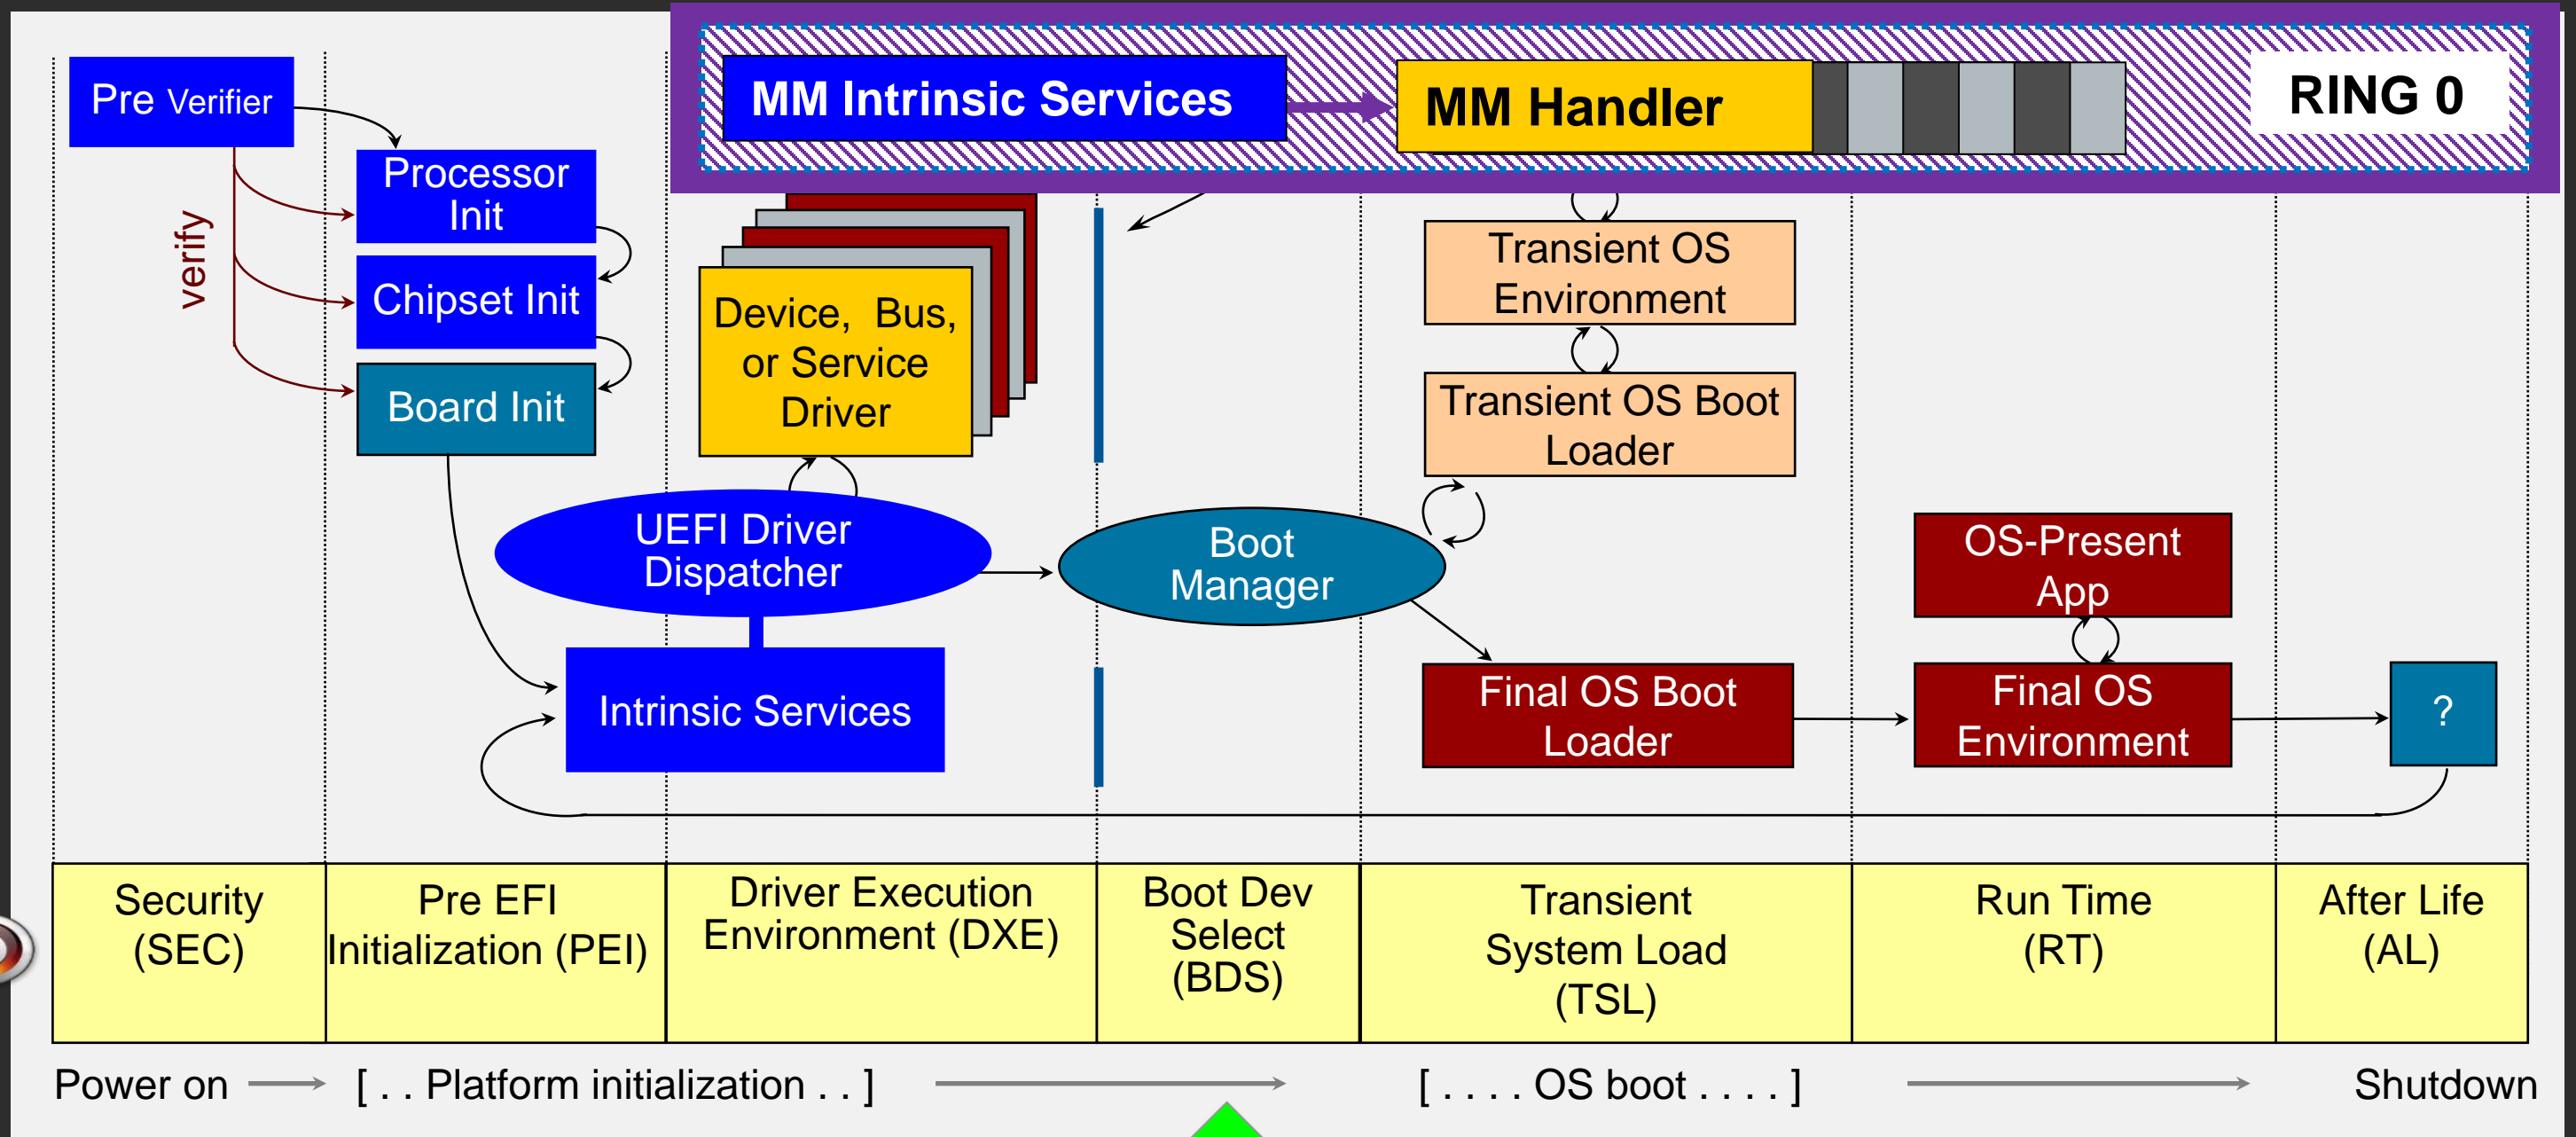 MM Intrinsic Services
MM Handler
RING 0
Pre Verifier
Processor
Init
Chipset Init
Board Init
verify
Device,  Bus,
or Service
Driver
UEFI Driver
Dispatcher
Intrinsic Services
Boot
Manager
Transient OS
Environment
Transient OS Boot
Loader
Final OS Boot
Loader
OS-Present
App
Final OS
Environment
?
Security
(SEC)
Pre EFI
Initialization (PEI)
Driver Execution
Environment (DXE)
Boot Dev
Select
(BDS)
Transient
System Load
(TSL)
Run Time
(RT)
After Life
(AL)
Power on
[ . . Platform initialization . . ]
[ . . . . OS boot . . . . ]
Shutdown